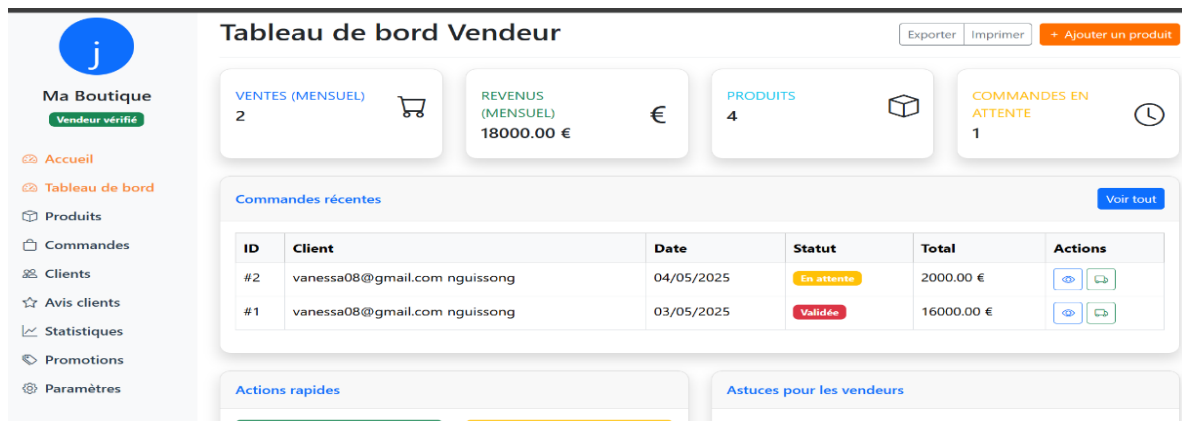 j
Ma Boutique
Vendeur vérifié
Accueil
Tableau de bord
Produits
Commandes
Clients
Avis clients
Statistiques
Promotions
Paramètres
Tableau de bord Vendeur
Exporter Imprimer + Ajouter un produit
VENTES (MENSUEL)
2
REVENUS
(MENSUEL)
18000.00 €
€
PRODUITS
4
COMMANDES EN
ATTENTE
1
Commandes récentes Voir tout
ID Client Date Statut Total Actions
#2 vanessa08@gmail.com nguissong 04/05/2025 En attente 2000.00 €
#1 vanessa08@gmail.com nguissong 03/05/2025 Validée 16000.00 €
Actions rapides
Astuces pour les vendeurs